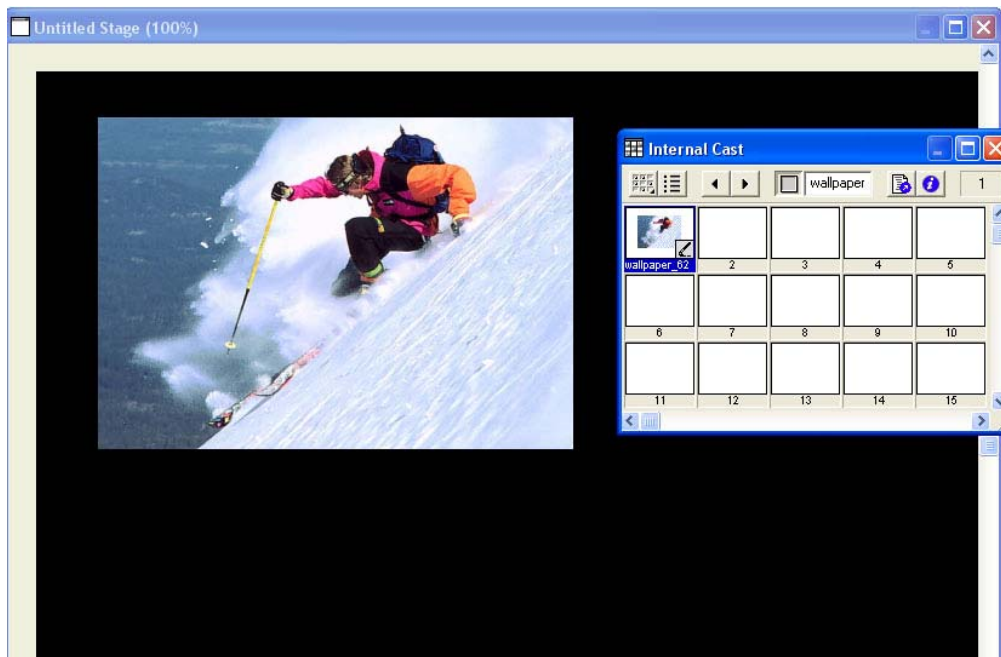 Untitled Stage (100%)
Internal Cast
wallpaper
1
wallpaper_62 2 3 4 5
6 7 8 9 10
11 12 13 14 15